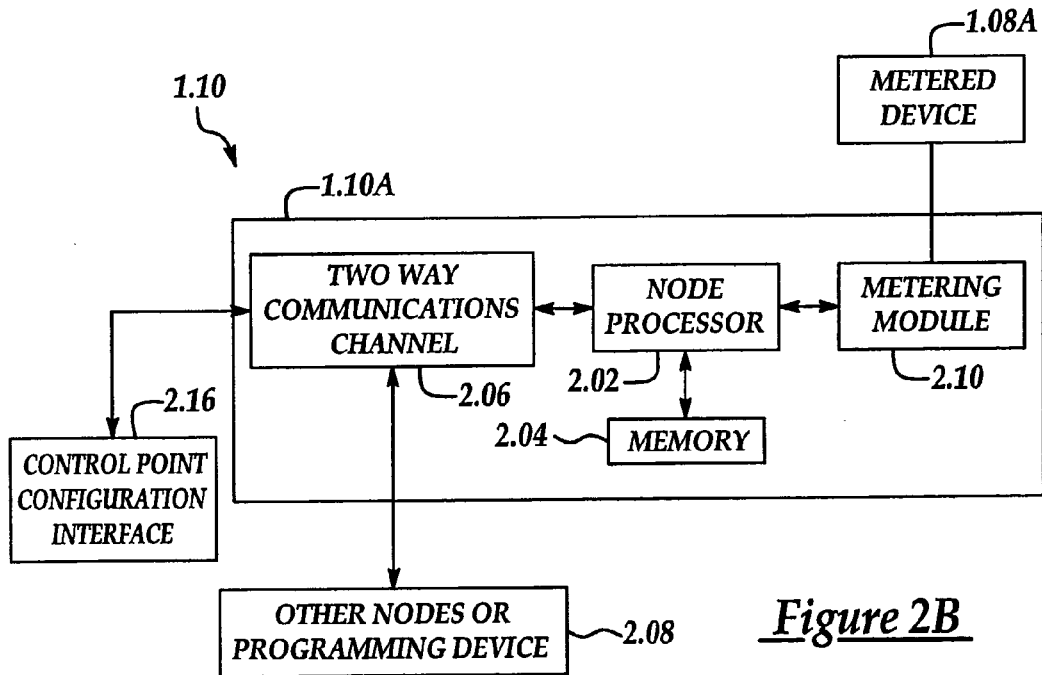 1.08A
METERED
DEVICE
1.10
1.10A
TWO WAY
COMMUNICATIONS
CHANNEL
NODE
PROCESSOR
METERING
MODULE
2.06
2.02
2.10
2.16
2.04
MEMORY
CONTROL POINT
CONFIGURATION
INTERFACE
OTHER NODES OR
PROGRAMMING DEVICE
2.08
Figure 2B